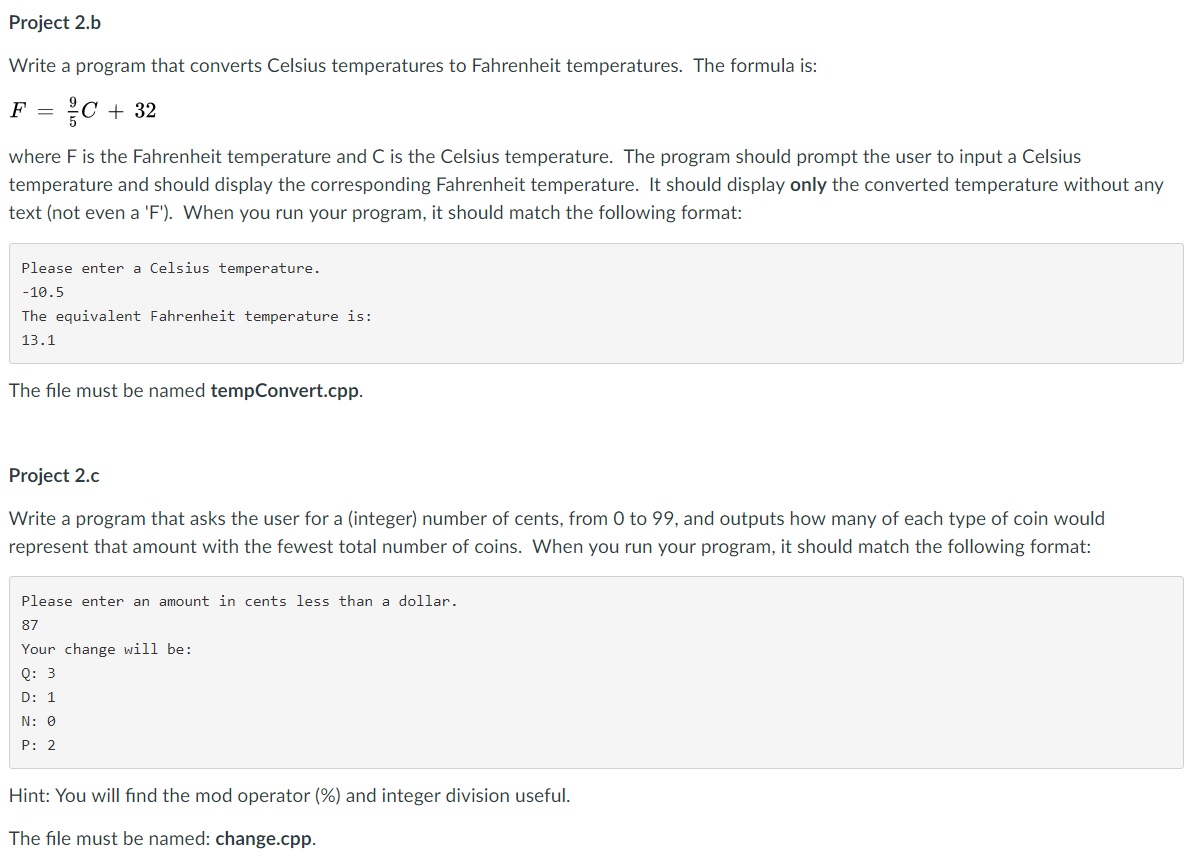 Project 2.b
Write a program that converts Celsius temperatures to Fahrenheit temperatures.  The formula is:
F = 9/5 C + 32
where F is the Fahrenheit temperature and C is the Celsius temperature.  The program should prompt the user to input a Celsius
temperature and should display the corresponding Fahrenheit temperature.  It should display only the converted temperature without any
text (not even a 'F').  When you run your program, it should match the following format:
Please enter a Celsius temperature.
-10.5
The equivalent Fahrenheit temperature is:
13.1
The file must be named tempConvert.cpp.
Project 2.c
Write a program that asks the user for a (integer) number of cents, from 0 to 99, and outputs how many of each type of coin would
represent that amount with the fewest total number of coins.  When you run your program, it should match the following format:
Please enter an amount in cents less than a dollar.
87
Your change will be:
Q: 3
D: 1
N: 0
P: 2
Hint: You will find the mod operator (%) and integer division useful.
The file must be named: change.cpp.